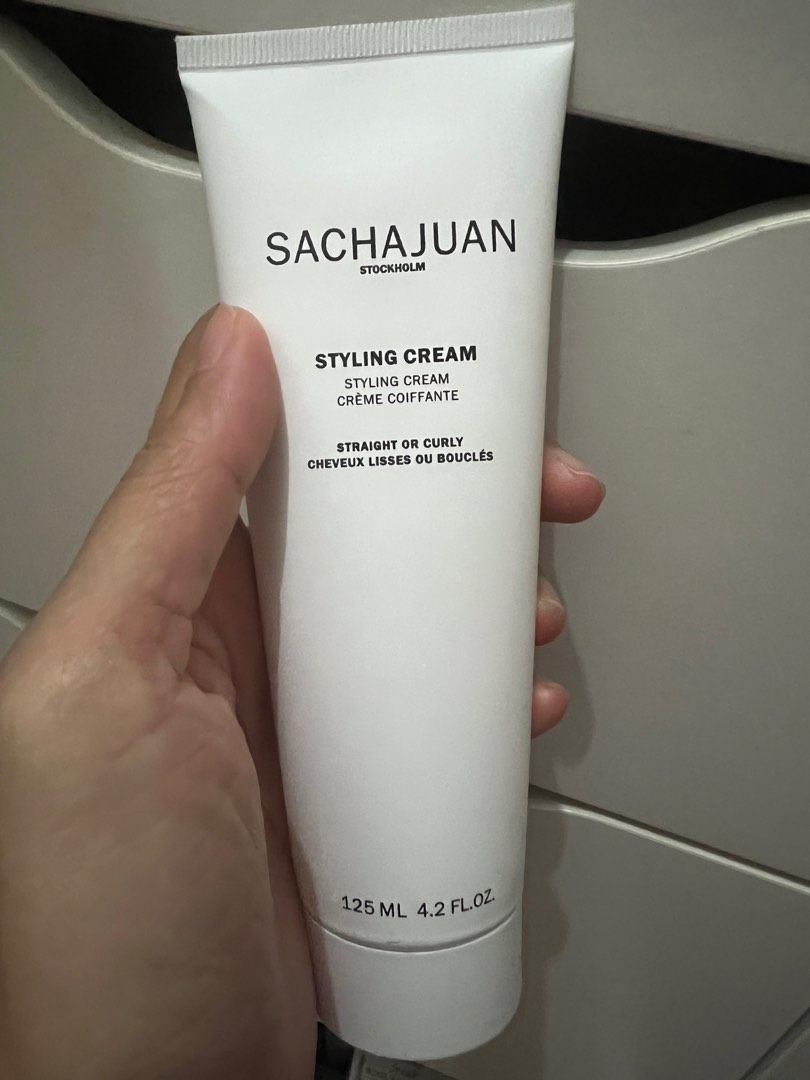 SACHAJUAN
STOCKHOLM
STYLING CREAM
STYLING CREAM
CRÈME COIFFANTE
STRAIGHT OR CURLY
CHEVEUX LISSES OU BOUCLÉS
125 ML 4.2 FL.OZ.